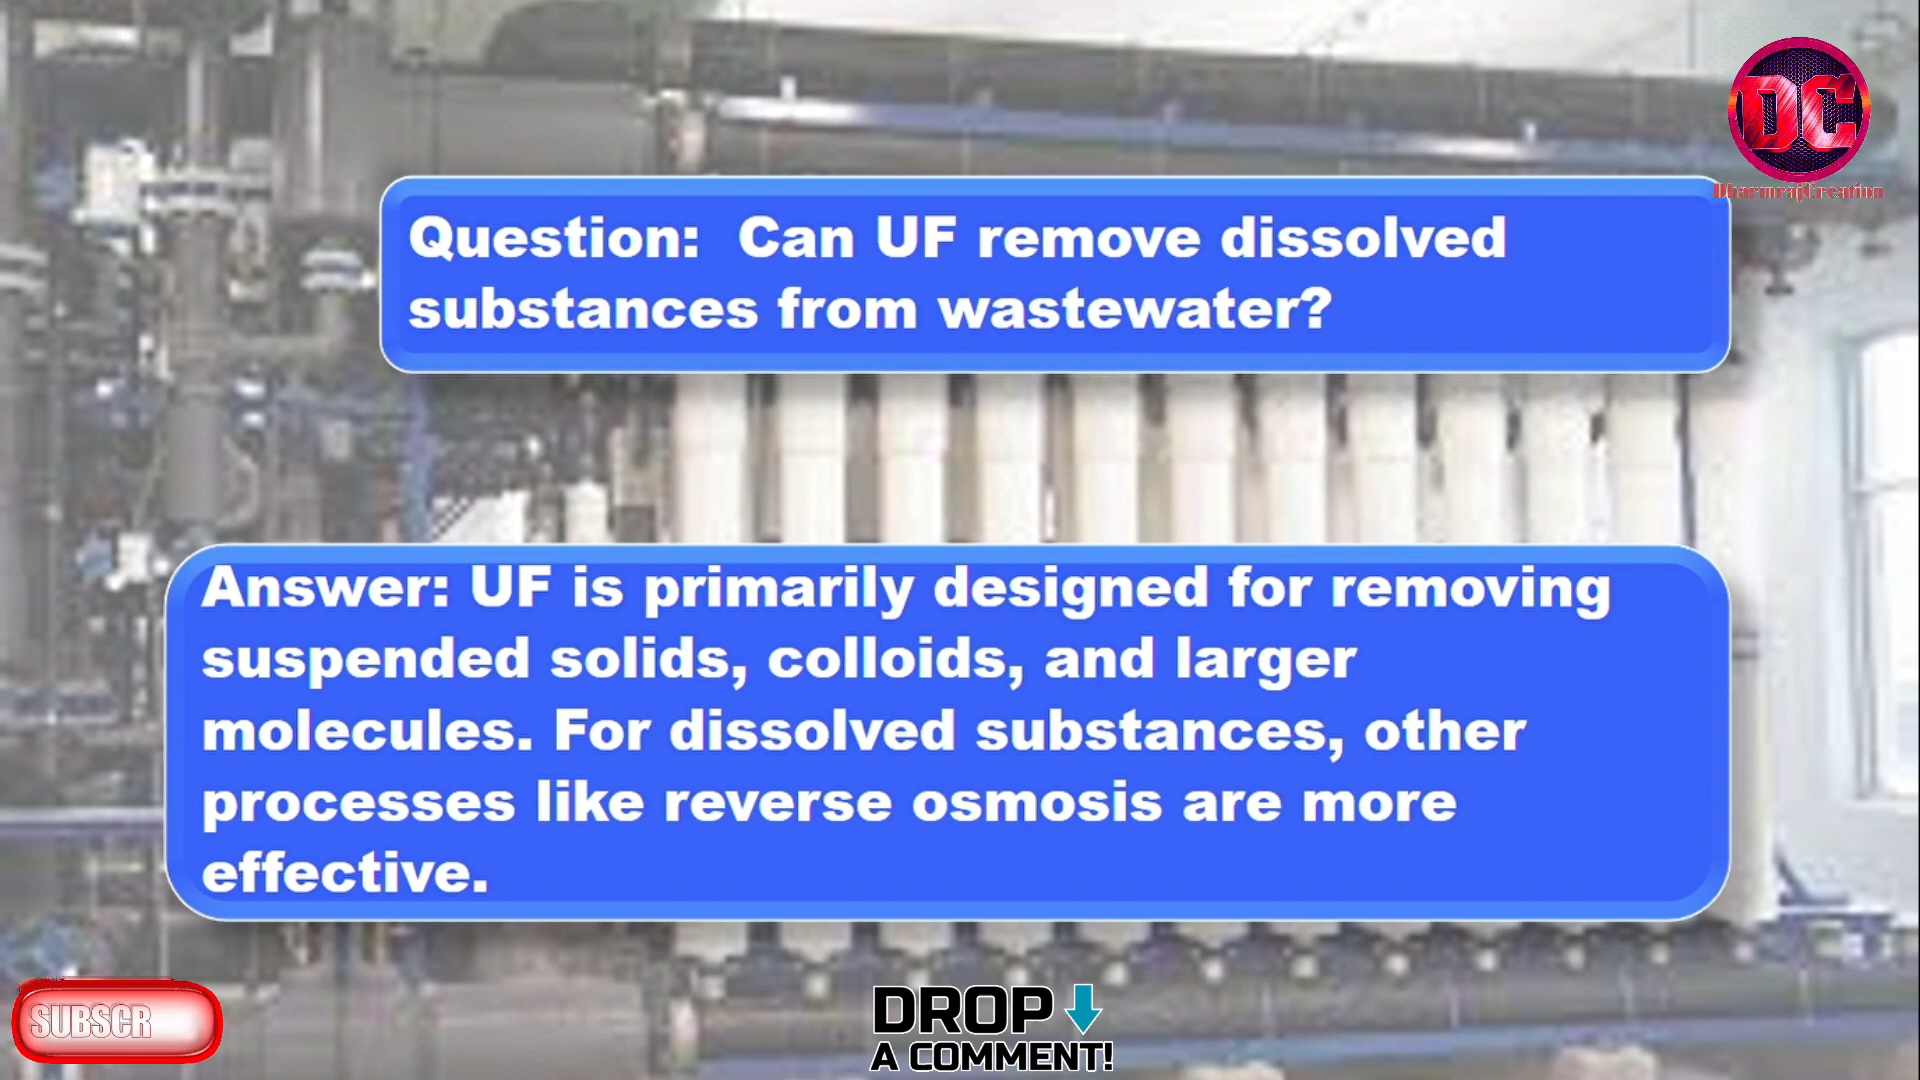 DC
DharmrajCreation
Question:  Can UF remove dissolved
substances from wastewater?
Answer: UF is primarily designed for removing
suspended solids, colloids, and larger
molecules. For dissolved substances, other
processes like reverse osmosis are more
effective.
SUBSCR
DROP
A COMMENT!